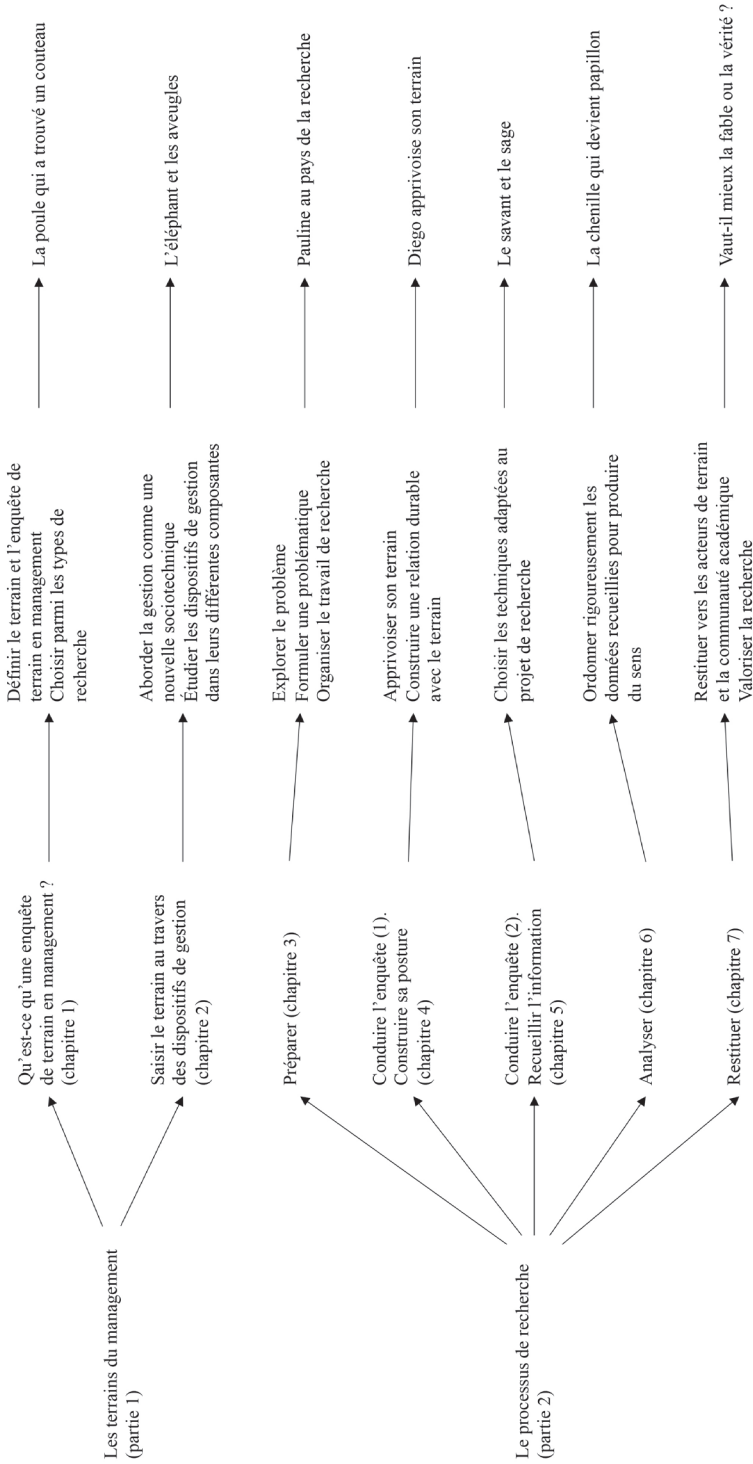 Les terrains du management
(partie 1)
Qu'est-ce qu'une enquête
de terrain en management ?
(chapitre 1)
Définir le terrain et l'enquête de
terrain en management
Choisir parmi les types de
recherche
La poule qui a trouvé un couteau
Saisir le terrain au travers
des dispositifs de gestion
(chapitre 2)
Aborder la gestion comme une
nouvelle sociotechnique
Étudier les dispositifs de gestion
dans leurs différentes composantes
L'éléphant et les aveugles
Le processus de recherche
(partie 2)
Préparer (chapitre 3)
Explorer le problème
Formuler une problématique
Organiser le travail de recherche
Pauline au pays de la recherche
Conduire l'enquête (1).
Construire sa posture
(chapitre 4)
Apprivoiser son terrain
Construire une relation durable
avec le terrain
Diego apprivoise son terrain
Conduire l'enquête (2).
Recueillir l'information
(chapitre 5)
Choisir les techniques adaptées au
projet de recherche
Le savant et le sage
Analyser (chapitre 6)
Ordonner rigoureusement les
données recueillies pour produire
du sens
La chenille qui devient papillon
Restituer (chapitre 7)
Restituer vers les acteurs de terrain
et la communauté académique
Valoriser la recherche
Vaut-il mieux la fable ou la vérité ?